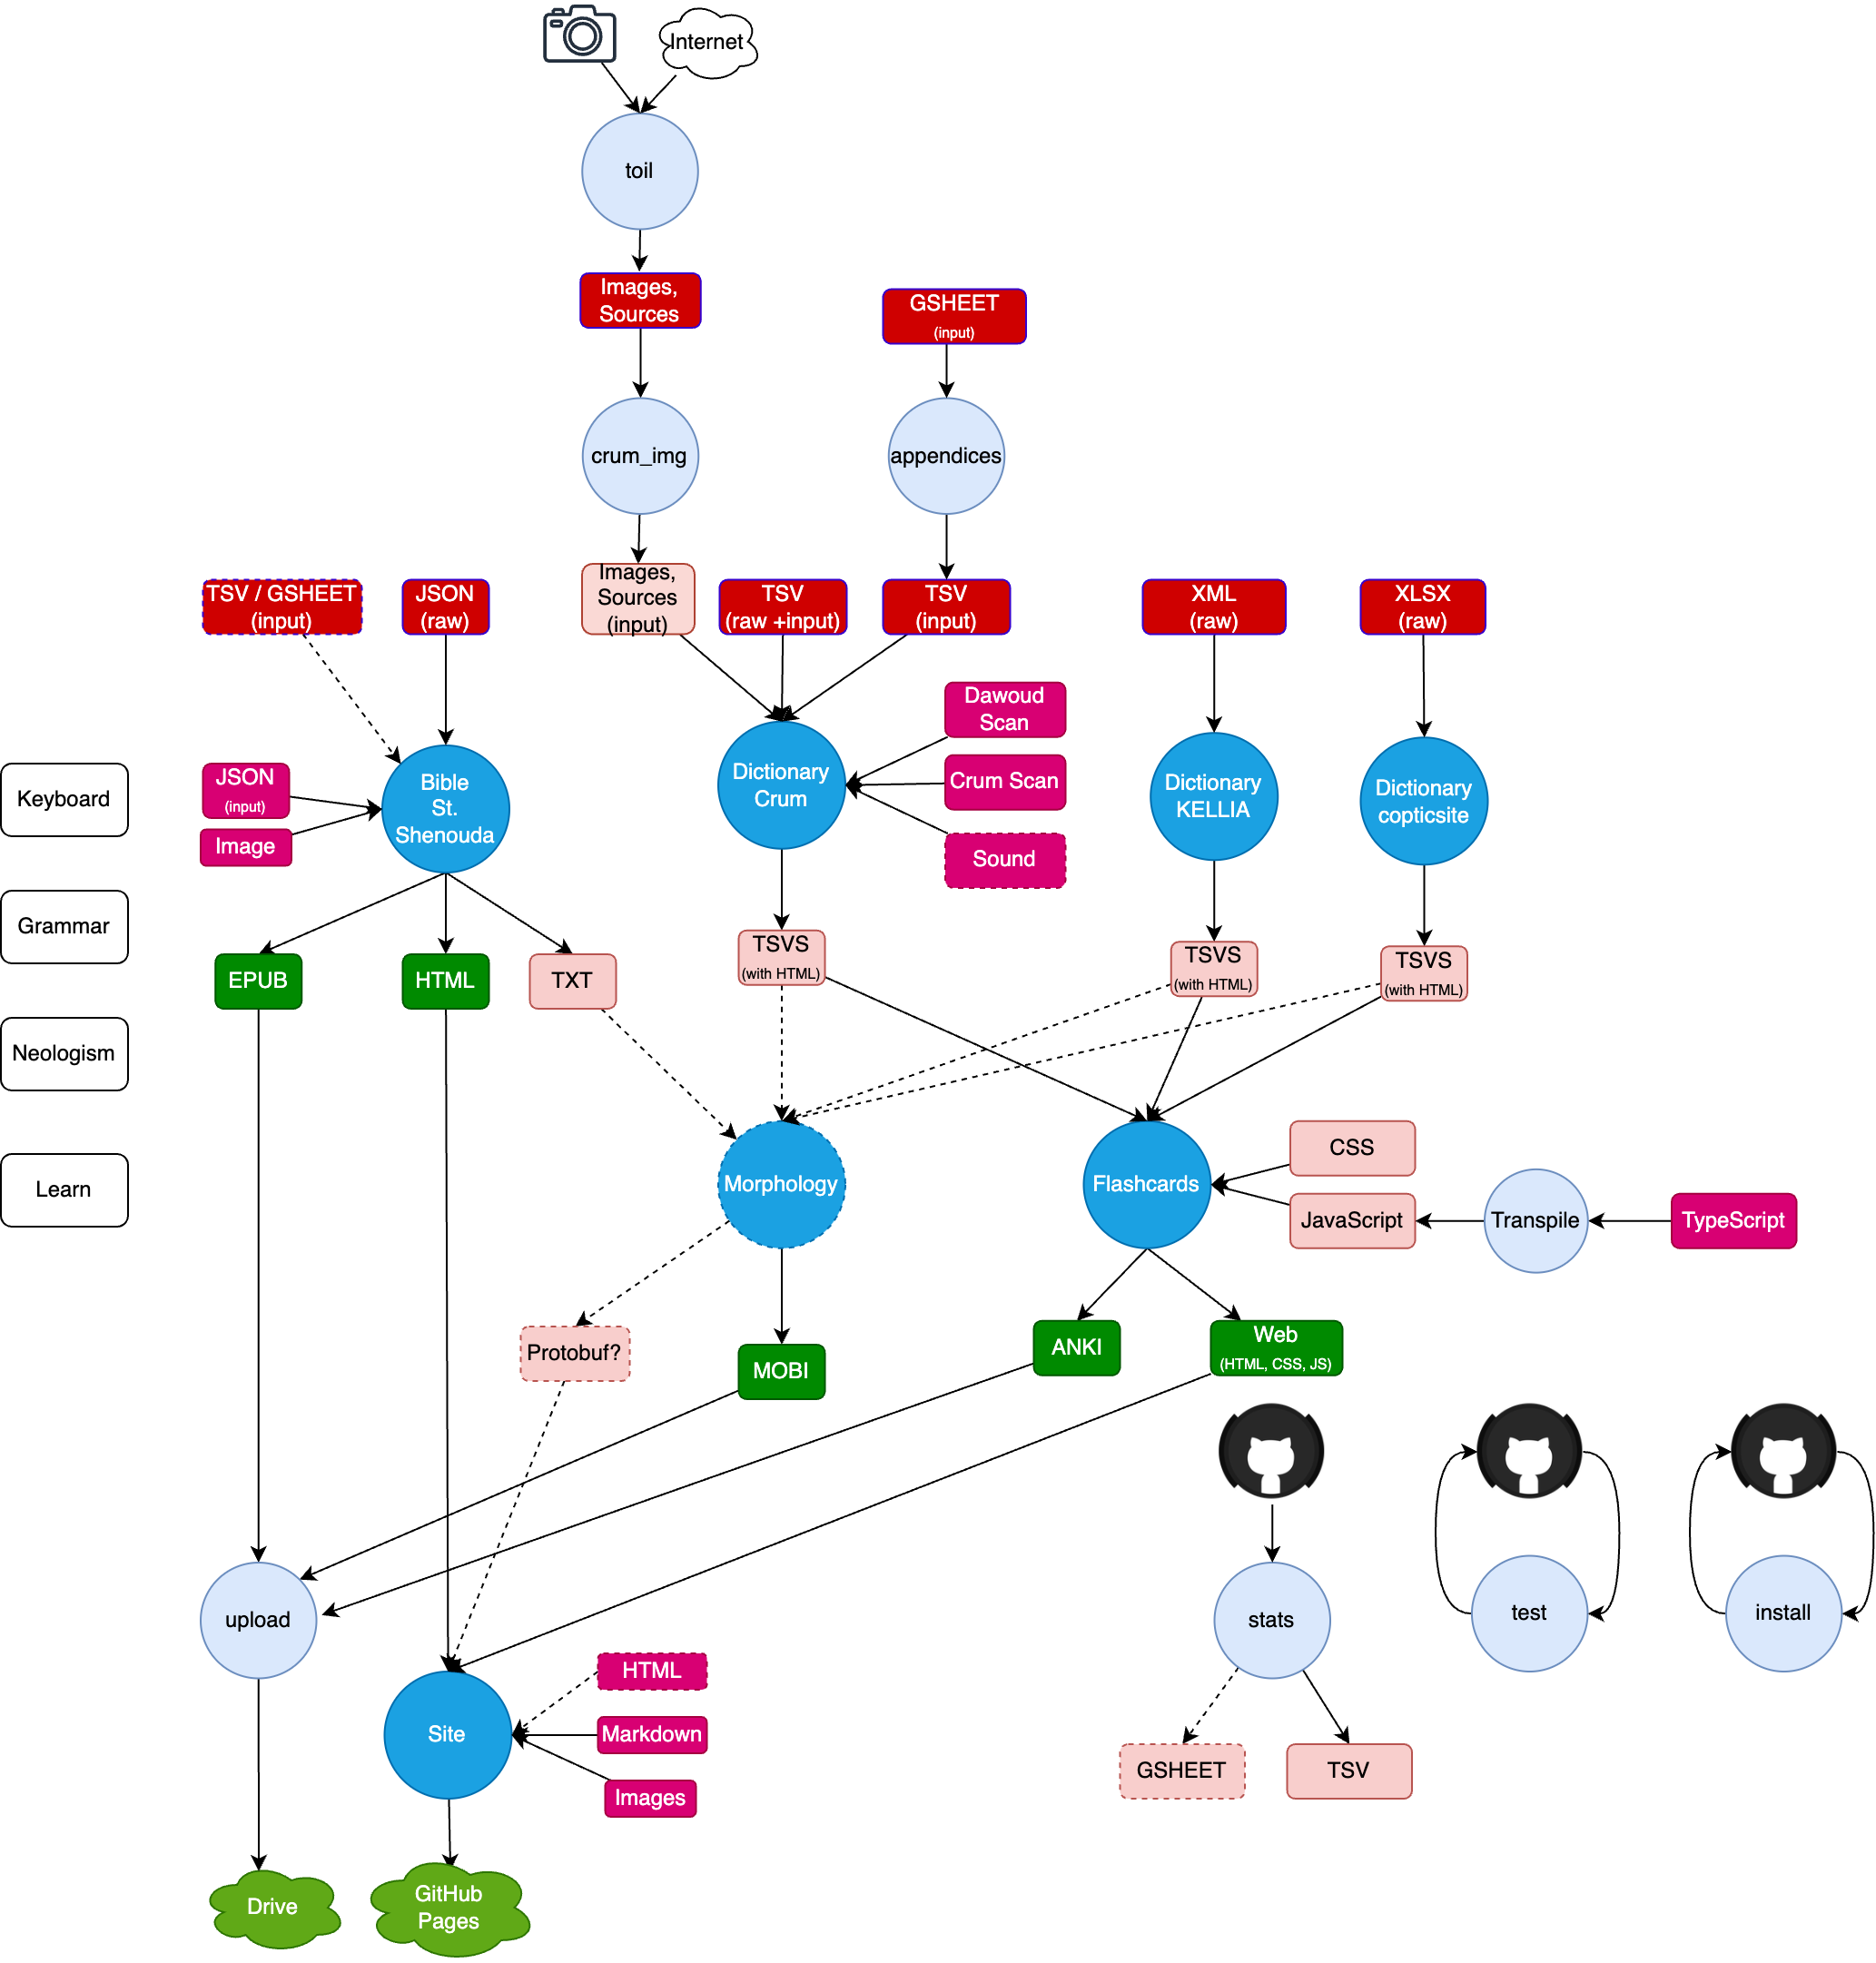 Internet
toil
Images,
Sources
GSHEET
(input)
crum_img
appendices
TSV / GSHEET
(input)
JSON
(raw)
Images,
Sources
(input)
TSV
(raw +input)
TSV
(input)
XML
(raw)
XLSX
(raw)
Dawoud
Scan
Crum Scan
Sound
Dictionary
Crum
Dictionary
KELLIA
Dictionary
copticsite
JSON
(input)
Image
Bible
St.
Shenouda
Keyboard
Grammar
Neologism
Learn
EPUB
HTML
TXT
TSVS
(with HTML)
TSVS
(with HTML)
TSVS
(with HTML)
Morphology
Flashcards
CSS
JavaScript
Transpile
TypeScript
Protobuf?
MOBI
ANKI
Web
(HTML, CSS, JS)
upload
stats
test
install
Site
HTML
Markdown
Images
GSHEET
TSV
Drive
GitHub
Pages